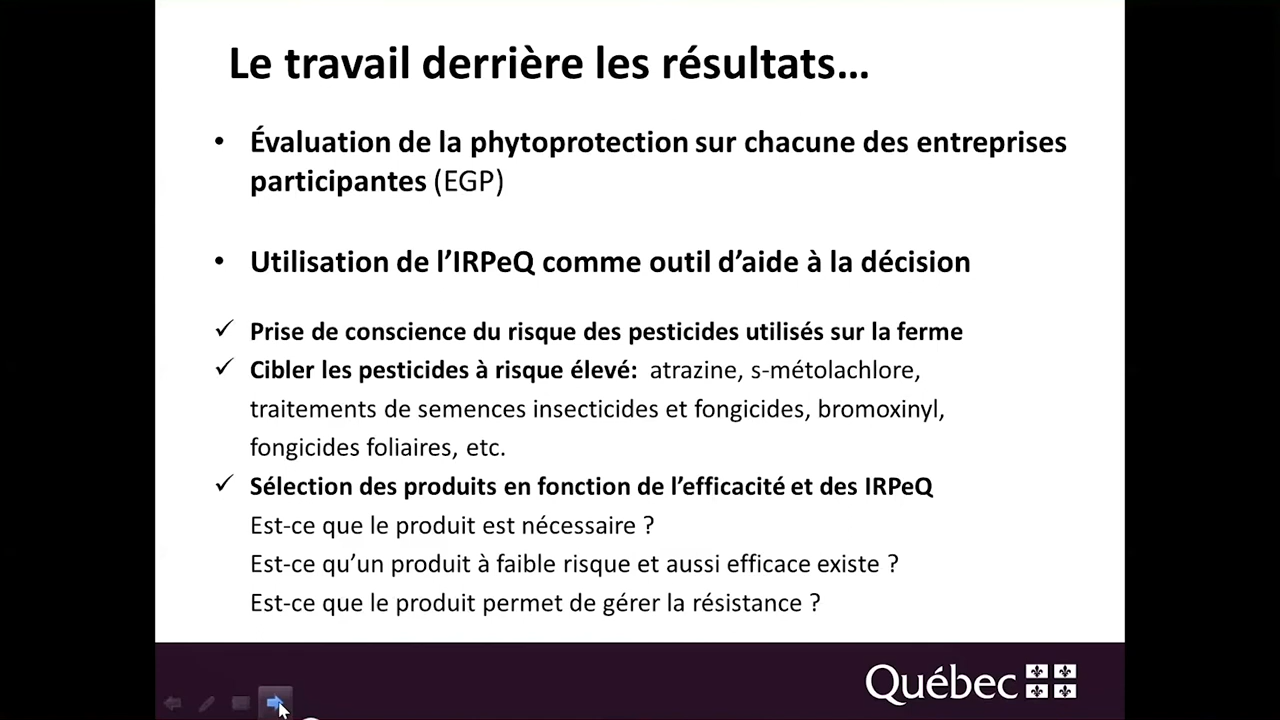 Le travail derrière les résultats…
• Évaluation de la phytoprotection sur chacune des entreprises
participantes (EGP)
• Utilisation de l’IRPeQ comme outil d’aide à la décision
✓ Prise de conscience du risque des pesticides utilisés sur la ferme
✓ Cibler les pesticides à risque élevé: atrazine, s-métolachlore,
traitements de semences insecticides et fongicides, bromoxinyl,
fongicides foliaires, etc.
✓ Sélection des produits en fonction de l’efficacité et des IRPeQ
Est-ce que le produit est nécessaire ?
Est-ce qu’un produit à faible risque et aussi efficace existe ?
Est-ce que le produit permet de gérer la résistance ?
Québec